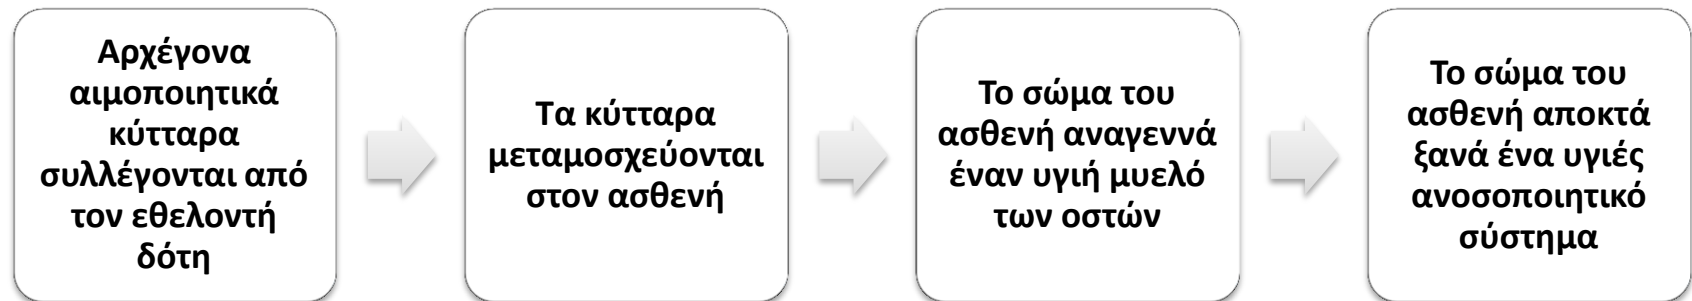 Αρχέγονα
αιμοποιητικά
κύτταρα
συλλέγονται από
τον εθελοντή
δότη
Τα κύτταρα
μεταμοσχεύονται
στον ασθενή
Το σώμα του
ασθενή αναγεννά
έναν υγιή μυελό
των οστών
Το σώμα του
ασθενή αποκτά
ξανά ένα υγιές
ανοσοποιητικό
σύστημα